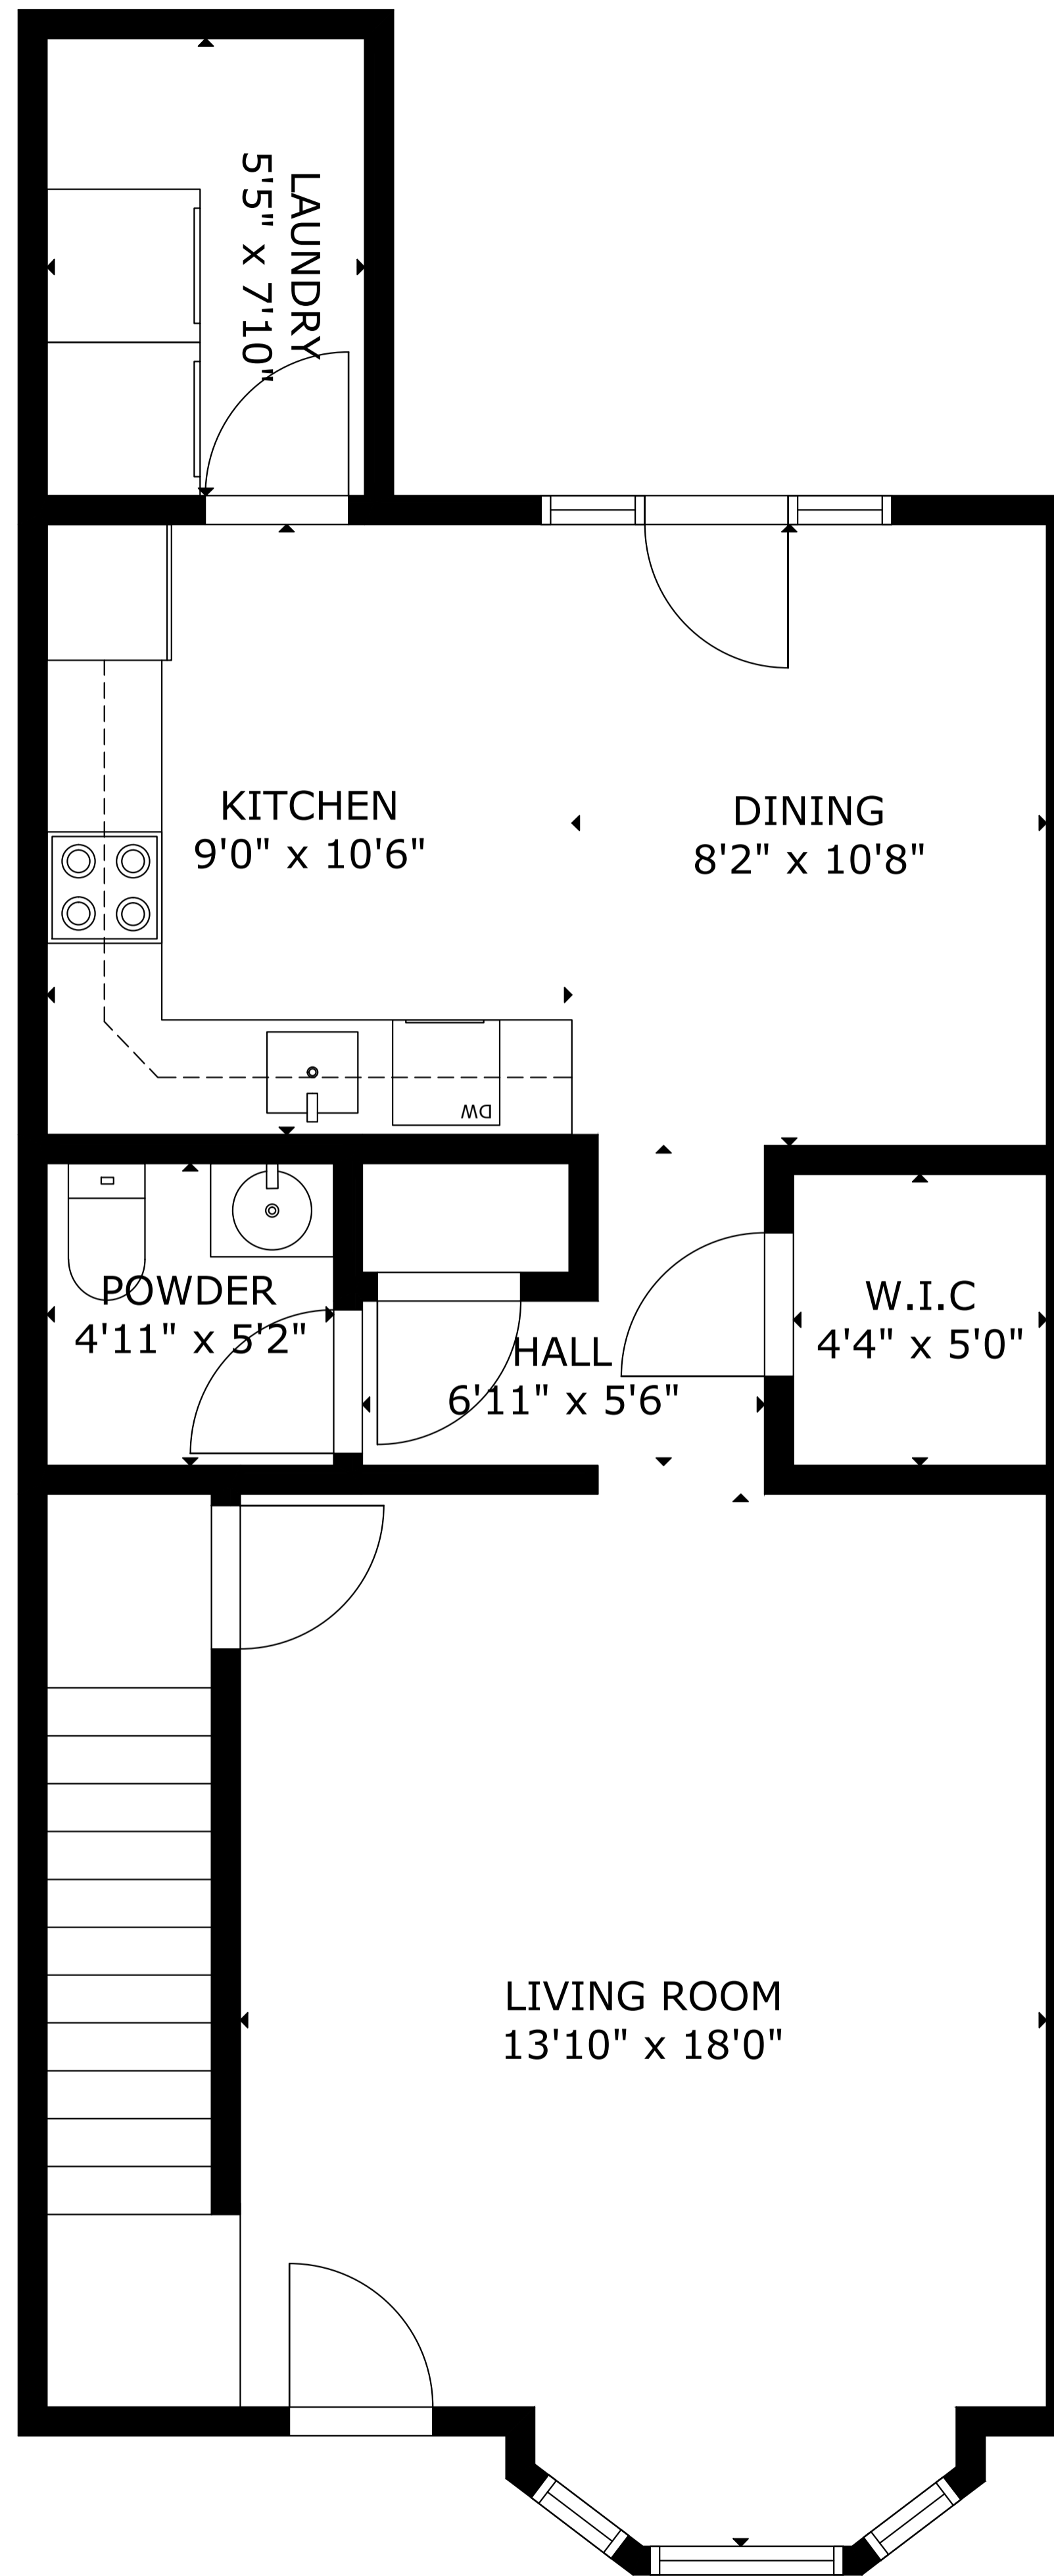 LAUNDRY
5'5" x 7'10"
KITCHEN
9'0" x 10'6"
DINING
8'2" x 10'8"
DW
POWDER
4'11" x 5'2"
HALL
6'11" x 5'6"
W.I.C
4'4" x 5'0"
LIVING ROOM
13'10" x 18'0"